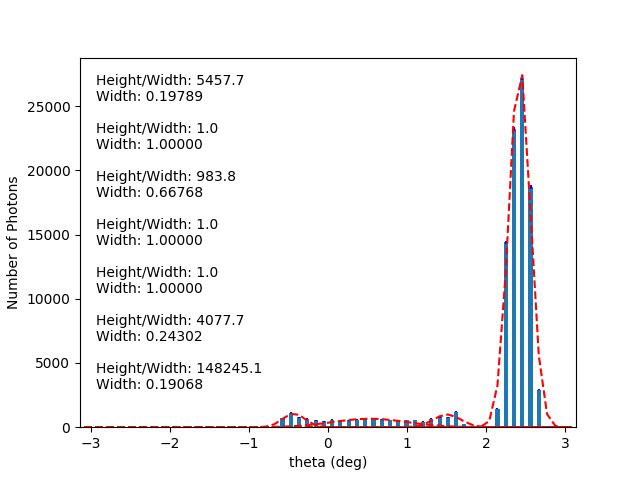 Height/Width: 5457.7
Width: 0.19789
Height/Width: 1.0
Width: 1.00000
Height/Width: 983.8
Width: 0.66768
Height/Width: 1.0
Width: 1.00000
Height/Width: 1.0
Width: 1.00000
Height/Width: 4077.7
Width: 0.24302
Height/Width: 148245.1
Width: 0.19068
Number of Photons
25000
20000
15000
10000
5000
0
−3
−2
−1
0
1
2
3
theta (deg)